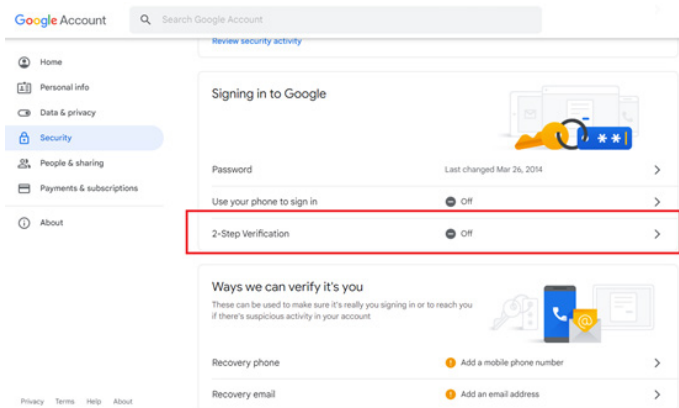 Google Account
Search Google Account
Home
Personal info
Data & privacy
Security
People & sharing
Payments & subscriptions
About
Privacy Terms Help About
Review security activity
Signing in to Google
Password Last changed Mar 26, 2014
Use your phone to sign in Off
2-Step Verification Off
Ways we can verify it's you
These can be used to make sure it's really you signing in or to reach you
if there's suspicious activity in your account
Recovery phone Add a mobile phone number
Recovery email Add an email address